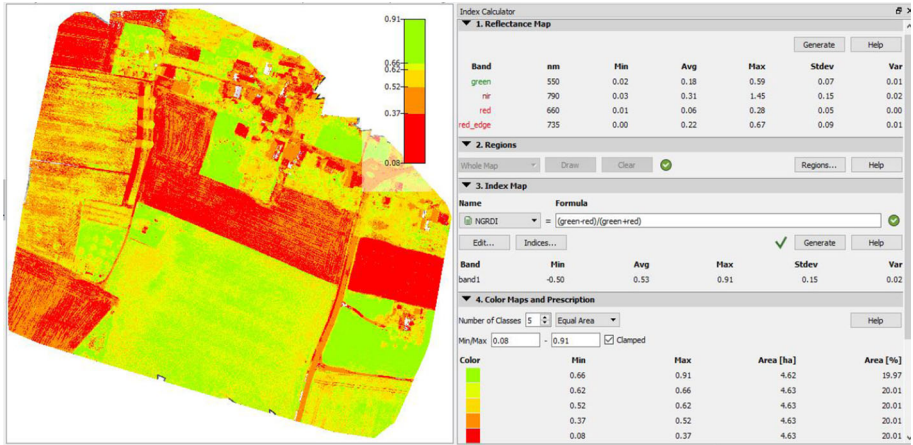 0.91
0.66
0.62
0.52
0.37
0.08
Index Calculator
1. Reflectance Map
Generate Help
Band nm Min Avg Max Stdev Var
green 550 0.02 0.18 0.59 0.07 0.01
nir 790 0.03 0.31 1.45 0.15 0.02
red 660 0.01 0.06 0.28 0.05 0.00
red_edge 735 0.00 0.22 0.67 0.09 0.01
2. Regions
Whole Map Draw Clear Regions... Help
3. Index Map
Name Formula
NGRDI = (green-red)/(green+red)
Edit... Indices... Generate Help
Band Min Avg Max Stdev Var
band1 -0.50 0.53 0.91 0.15 0.02
4. Color Maps and Prescription
Number of Classes 5 Equal Area Help
Min/Max 0.08 - 0.91 Clamped
Color Min Max Area [ha] Area [%]
0.66 0.91 4.62 19.97
0.62 0.66 4.63 20.01
0.52 0.62 4.63 20.01
0.37 0.52 4.63 20.01
0.08 0.37 4.63 20.01